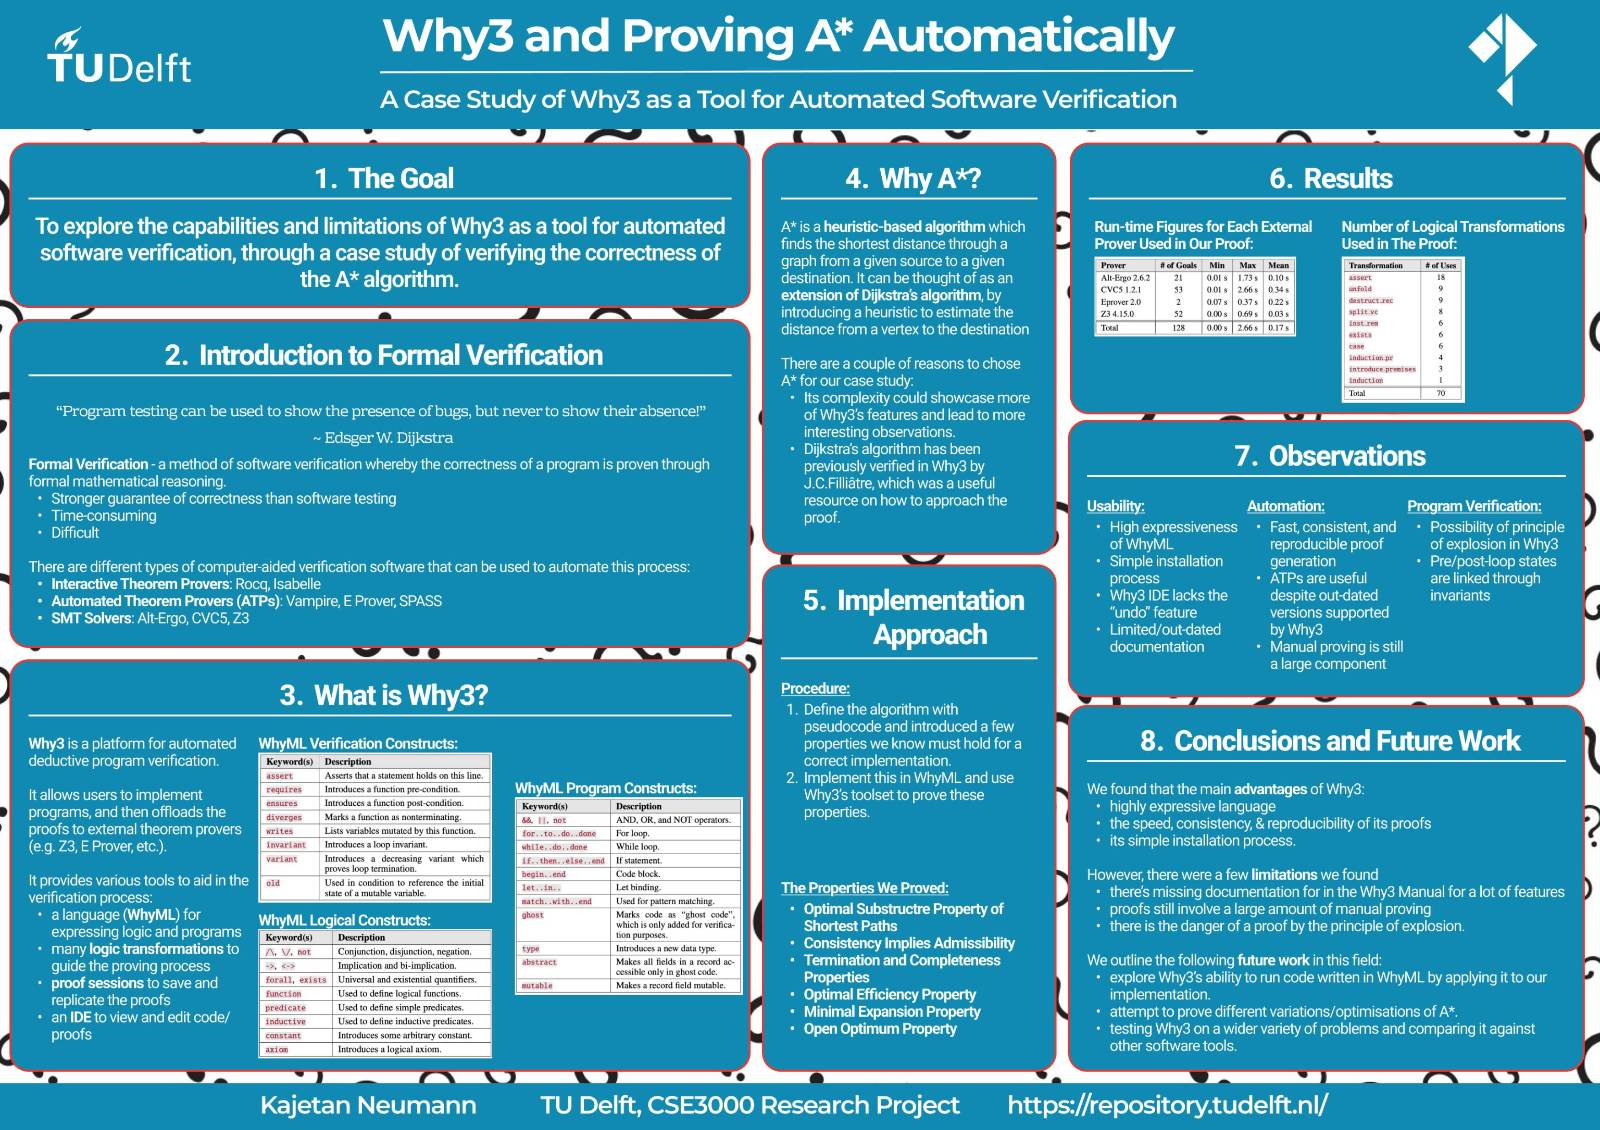 TUDelft
Why3 and Proving A* Automatically
A Case Study of Why3 as a Tool for Automated Software Verification
1. The Goal
To explore the capabilities and limitations of Why3 as a tool for automated
software verification, through a case study of verifying the correctness of
the A* algorithm.
2. Introduction to Formal Verification
“Program testing can be used to show the presence of bugs, but never to show their absence!”
~ Edsger W. Dijkstra
Formal Verification - a method of software verification whereby the correctness of a program is proven through
formal mathematical reasoning.
• Stronger guarantee of correctness than software testing
• Time-consuming
• Difficult
There are different types of computer-aided verification software that can be used to automate this process:
• Interactive Theorem Provers: Rocq, Isabelle
• Automated Theorem Provers (ATPs): Vampire, E Prover, SPASS
• SMT Solvers: Alt-Ergo, CVC5, Z3
3. What is Why3?
Why3 is a platform for automated
deductive program verification.
It allows users to implement
programs, and then offloads the
proofs to external theorem provers
(e.g. Z3, E Prover, etc.).
It provides various tools to aid in the
verification process:
• a language (WhyML) for
expressing logic and programs
• many logic transformations to
guide the proving process
• proof sessions to save and
replicate the proofs
• an IDE to view and edit code/
proofs
WhyML Verification Constructs:
Keyword(s) Description
assert Asserts that a statement holds on this line.
requires Introduces a function pre-condition.
ensures Introduces a function post-condition.
diverges Marks a function as nonterminating.
writes Lists variables mutated by this function.
invariant Introduces a loop invariant.
variant Introduces a decreasing variant which
proves loop termination.
old Used in condition to reference the initial
state of a mutable variable.
WhyML Logical Constructs:
Keyword(s) Description
/\, \/, not Conjunction, disjunction, negation.
->, <-> Implication and bi-implication.
forall, exists Universal and existential quantifiers.
function Used to define logical functions.
predicate Used to define simple predicates.
inductive Used to define inductive predicates.
constant Introduces some arbitrary constant.
axiom Introduces a logical axiom.
WhyML Program Constructs:
Keyword(s) Description
&&, ||, not AND, OR, and NOT operators.
for..to..do..done For loop.
while..do..done While loop.
if..then..else..end If statement.
begin..end Code block.
let..in.. Let binding.
match..with..end Used for pattern matching.
ghost Marks code as “ghost code”,
which is only added for verifica-
tion purposes.
type Introduces a new data type.
abstract Makes all fields in a record ac-
cessible only in ghost code.
mutable Makes a record field mutable.
4. Why A*?
A* is a heuristic-based algorithm which
finds the shortest distance through a
graph from a given source to a given
destination. It can be thought of as an
extension of Dijkstra’s algorithm, by
introducing a heuristic to estimate the
distance from a vertex to the destination
There are a couple of reasons to chose
A* for our case study:
• Its complexity could showcase more
of Why3’s features and lead to more
interesting observations.
• Dijkstra’s algorithm has been
previously verified in Why3 by
J.C.Filliâtre, which was a useful
resource on how to approach the
proof.
5. Implementation
Approach
Procedure:
1. Define the algorithm with
pseudocode and introduced a few
properties we know must hold for a
correct implementation.
2. Implement this in WhyML and use
Why3’s toolset to prove these
properties.
The Properties We Proved:
• Optimal Substructre Property of
Shortest Paths
• Consistency Implies Admissibility
• Termination and Completeness
Properties
• Optimal Efficiency Property
• Minimal Expansion Property
• Open Optimum Property
6. Results
Run-time Figures for Each External
Prover Used in Our Proof:
Prover # of Goals Min Max Mean
Alt-Ergo 2.6.2 21 0.01 s 1.73 s 0.10 s
CVC5 1.2.1 53 0.01 s 2.66 s 0.34 s
Eprover 2.0 2 0.07 s 0.37 s 0.22 s
Z3 4.15.0 52 0.00 s 0.69 s 0.03 s
Total 128 0.00 s 2.66 s 0.17 s
Number of Logical Transformations
Used in The Proof:
Transformation # of Uses
assert 18
unfold 9
destruct_rec 9
split_vc 8
inst_rem 6
exists 6
case 6
induction_pr 4
introduce_premises 3
induction 1
Total 70
7. Observations
Usability:
• High expressiveness
of WhyML
• Simple installation
process
• Why3 IDE lacks the
“undo” feature
• Limited/out-dated
documentation
Automation:
• Fast, consistent, and
reproducible proof
generation
• ATPs are useful
despite out-dated
versions supported
by Why3
• Manual proving is still
a large component
Program Verification:
• Possibility of principle
of explosion in Why3
• Pre/post-loop states
are linked through
invariants
8. Conclusions and Future Work
We found that the main advantages of Why3:
• highly expressive language
• the speed, consistency, & reproducibility of its proofs
• its simple installation process.
However, there were a few limitations we found
• there’s missing documentation for in the Why3 Manual for a lot of features
• proofs still involve a large amount of manual proving
• there is the danger of a proof by the principle of explosion.
We outline the following future work in this field:
• explore Why3’s ability to run code written in WhyML by applying it to our
implementation.
• attempt to prove different variations/optimisations of A*.
• testing Why3 on a wider variety of problems and comparing it against
other software tools.
Kajetan Neumann TU Delft, CSE3000 Research Project https://repository.tudelft.nl/